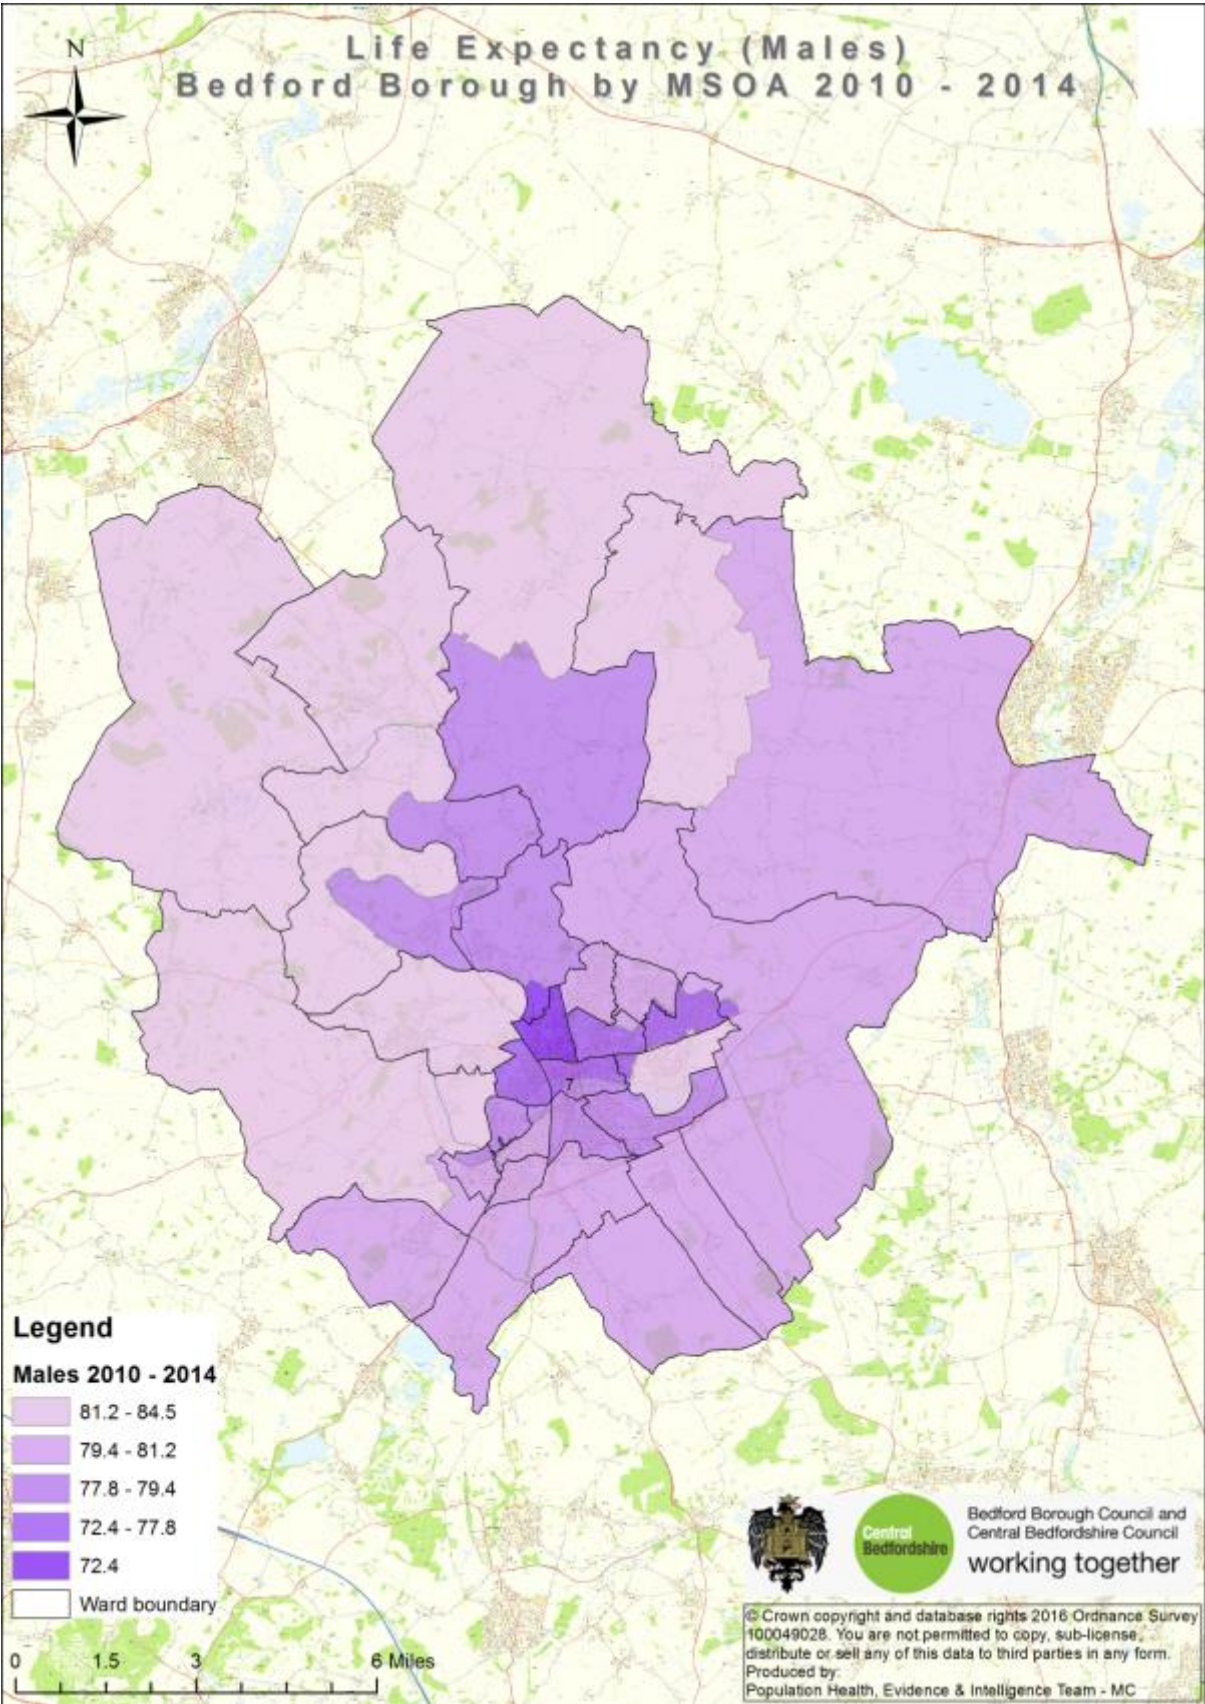 N
Life Expectancy (Males)
Bedford Borough by MSOA 2010 - 2014
Legend
Males 2010 - 2014
81.2 - 84.5
79.4 - 81.2
77.8 - 79.4
72.4 - 77.8
72.4
Ward boundary
0 1.5 3 6 Miles
Central
Bedfordshire
Bedford Borough Council and
Central Bedfordshire Council
working together
© Crown copyright and database rights 2016 Ordnance Survey
100049028. You are not permitted to copy, sub-license,
distribute or sell any of this data to third parties in any form.
Produced by:
Population Health, Evidence & Intelligence Team - MC